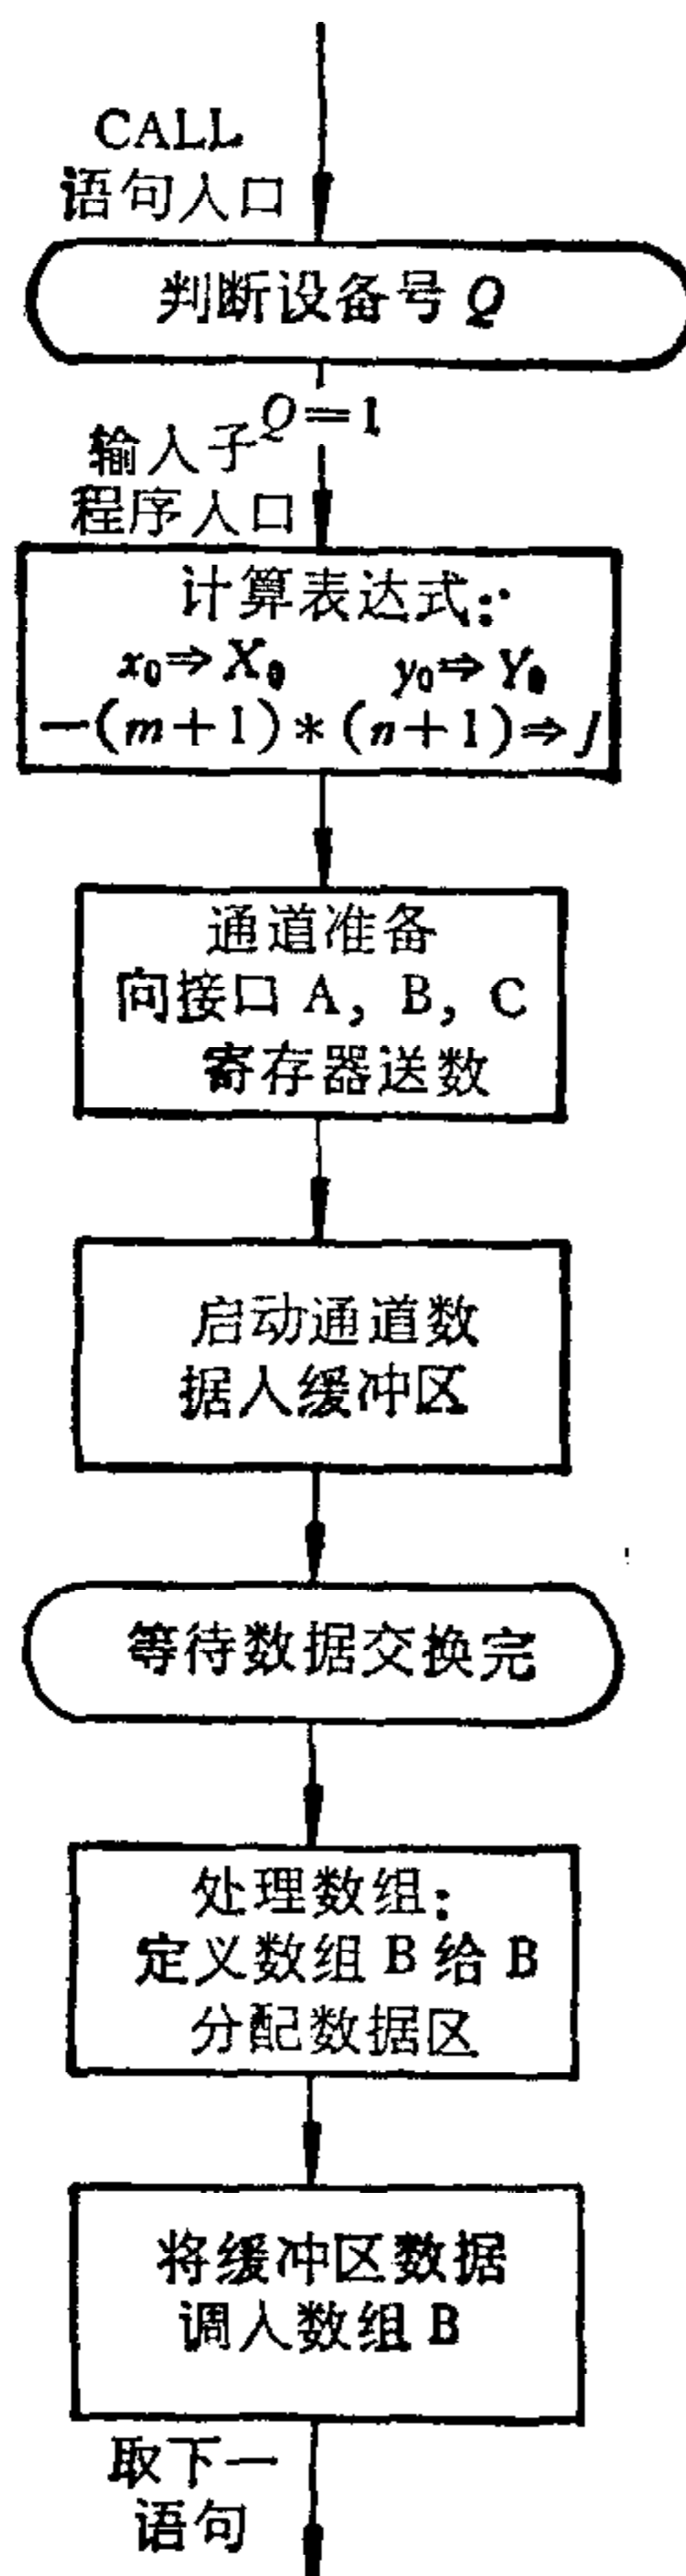 CALL
语句入口
判断设备号 Q
Q=1
输入子
程序入口
计算表达式:
x₀⇒X₀ y₀⇒Y₀
—(m+1)*(n+1)⇒J
通道准备
向接口 A, B, C
寄存器送数
启动通道数
据入缓冲区
等待数据交换完
处理数组:
定义数组 B 给 B
分配数据区
将缓冲区数据
调入数组 B
取下一
语句